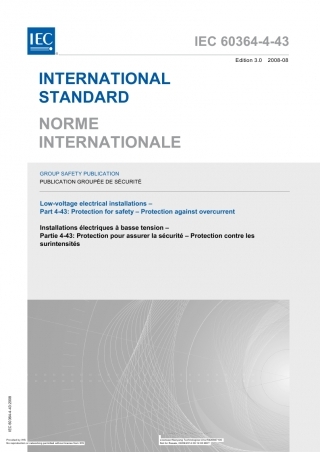 IEC
IEC 60364-4-43
Edition 3.0 2008-08
INTERNATIONAL
STANDARD
NORME
INTERNATIONALE
GROUP SAFETY PUBLICATION
PUBLICATION GROUPÉE DE SÉCURITÉ
Low-voltage electrical installations –
Part 4-43: Protection for safety – Protection against overcurrent
Installations électriques à basse tension –
Partie 4-43: Protection pour assurer la sécurité – Protection contre les
surintensités
IEC 60364-4-43:2008